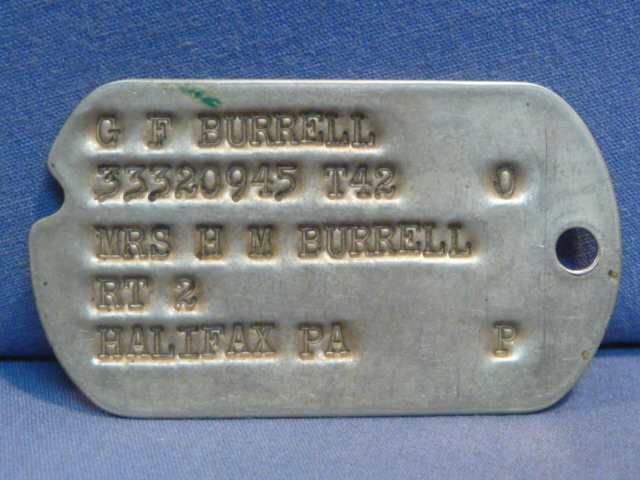 G F BURRELL
33320945 T42 O
MRS H M BURRELL
RT 2
HALIFAX PA P